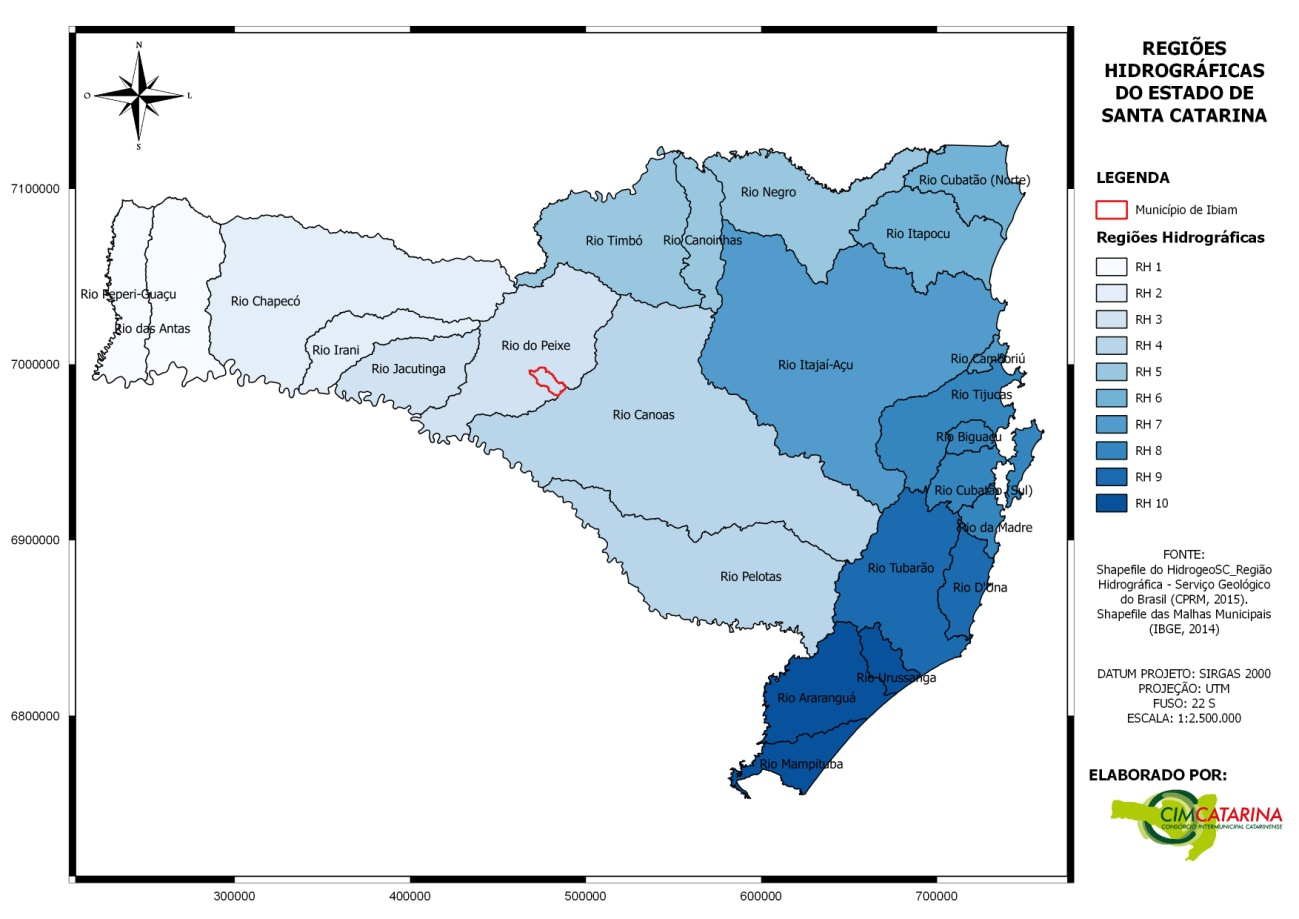 REGIÕES
HIDROGRÁFICAS
DO ESTADO DE
SANTA CATARINA
LEGENDA
Município de Ibiam
Regiões Hidrográficas
RH 1
RH 2
RH 3
RH 4
RH 5
RH 6
RH 7
RH 8
RH 9
RH 10
FONTE:
Shapefile do HidrogeoSC_Região
Hidrográfica - Serviço Geológico
do Brasil (CPRM, 2015).
Shapefile das Malhas Municipais
(IBGE, 2014)
DATUM PROJETO: SIRGAS 2000
PROJEÇÃO: UTM
FUSO: 22 S
ESCALA: 1:2.500.000
ELABORADO POR:
CIMCATARINA
CONSÓRCIO INTERMUNICIPAL CATARINENSE
N
O
L
S
7100000
7000000
6900000
6800000
300000
400000
500000
600000
700000
Rio Cubatão (Norte)
Rio Negro
Rio Itapocu
Rio Timbó
Rio Canoinhas
Rio Peperi-Guaçu
Rio Chapecó
Rio das Antas
Rio do Peixe
Rio Irani
Rio Camboriú
Rio Itajaí-Açu
Rio Jacutinga
Rio Tijucas
Rio Canoas
Rio Biguaçu
Rio Cubatão (Sul)
Rio da Madre
Rio Tubarão
Rio Pelotas
Rio D'Una
Rio Urussanga
Rio Araranguá
Rio Mampituba